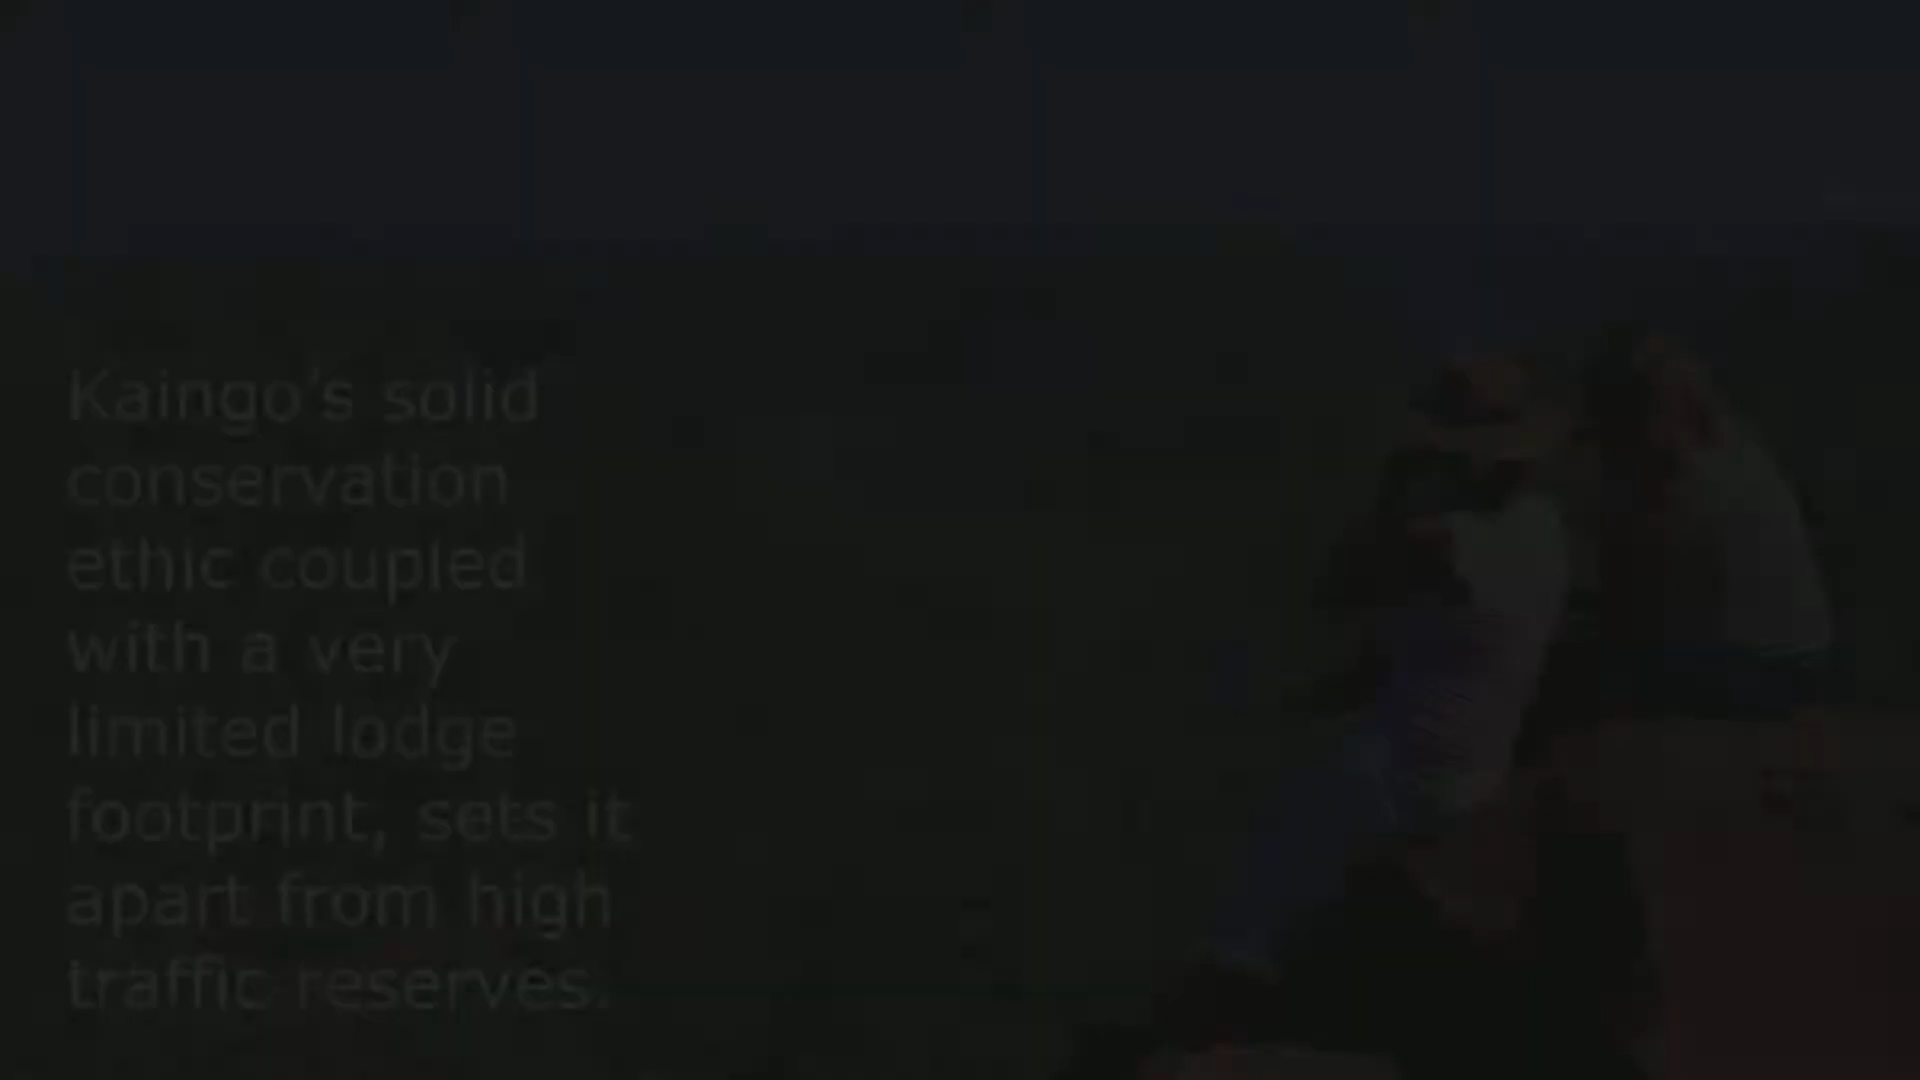 Kaingo's solid
conservation
ethic coupled
with a very
limited lodge
footprint, sets it
apart from high
traffic reserves.